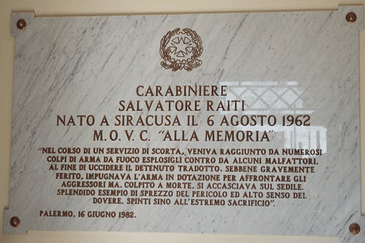 CARABINIERE
SALVATORE RAITI
NATO A SIRACUSA IL 6 AGOSTO 1962
M.O.V.C. "ALLA MEMORIA"
"NEL CORSO DI UN SERVIZIO DI SCORTA, VENIVA RAGGIUNTO DA NUMEROSI
COLPI DI ARMA DA FUOCO ESPLOSIGLI CONTRO DA ALCUNI MALFATTORI,
AL FINE DI UCCIDERE IL DETENUTO TRADOTTO. SEBBENE GRAVEMENTE
FERITO, IMPUGNAVA L'ARMA IN DOTAZIONE PER AFFRONTARE GLI
AGGRESSORI MA, COLPITO A MORTE, SI ACCASCIAVA SUL SEDILE.
SPLENDIDO ESEMPIO DI SPREZZO DEL PERICOLO ED ALTO SENSO DEL
DOVERE, SPINTI SINO ALL'ESTREMO SACRIFICIO".
PALERMO, 16 GIUGNO 1982.